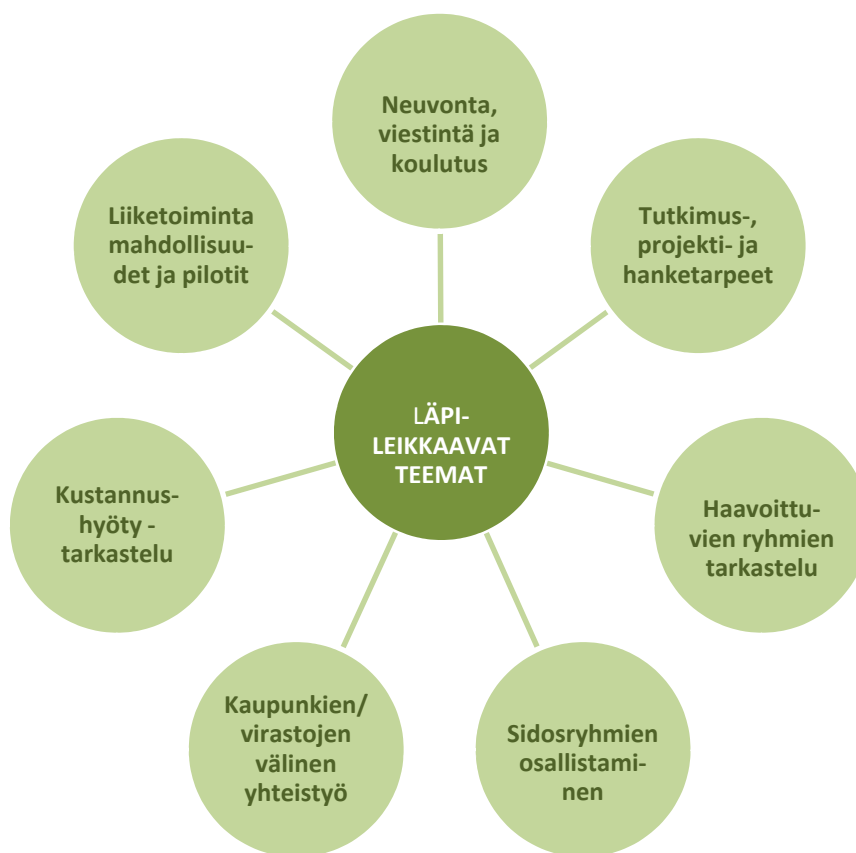 Neuvonta,
viestintä ja
koulutus
Tutkimus-,
projekti- ja
hanketarpeet
Haavoittu-
vien ryhmien
tarkastelu
Sidosryhmien
osallistami-
nen
Kaupunkien/
virastojen
välinen
yhteistyö
Kustannus-
hyöty -
tarkastelu
Liiketoiminta
mahdollisuu-
det ja pilotit
LÄPI-
LEIKKAAVAT
TEEMAT